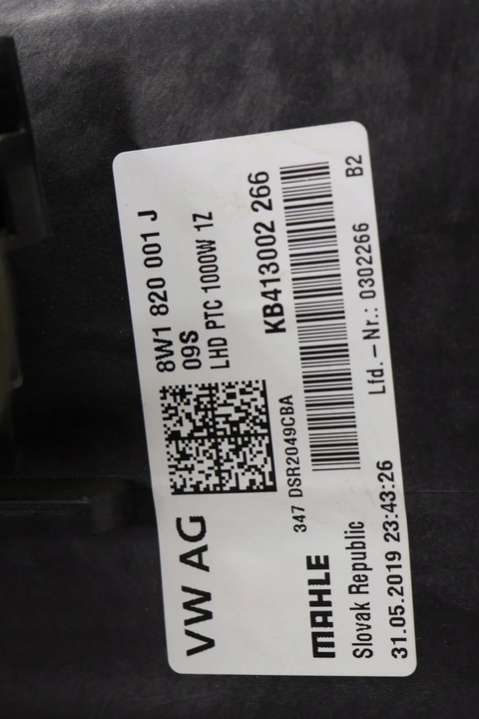 VW AG
8W1 820 001 J
09S
LHD PTC 1000W 1Z
KB413002 266
347 DSR2049CBA
MAHLE
Slovak Republic
Lfd.-Nr.: 0302266
B2
31.05.2019 23:43:26